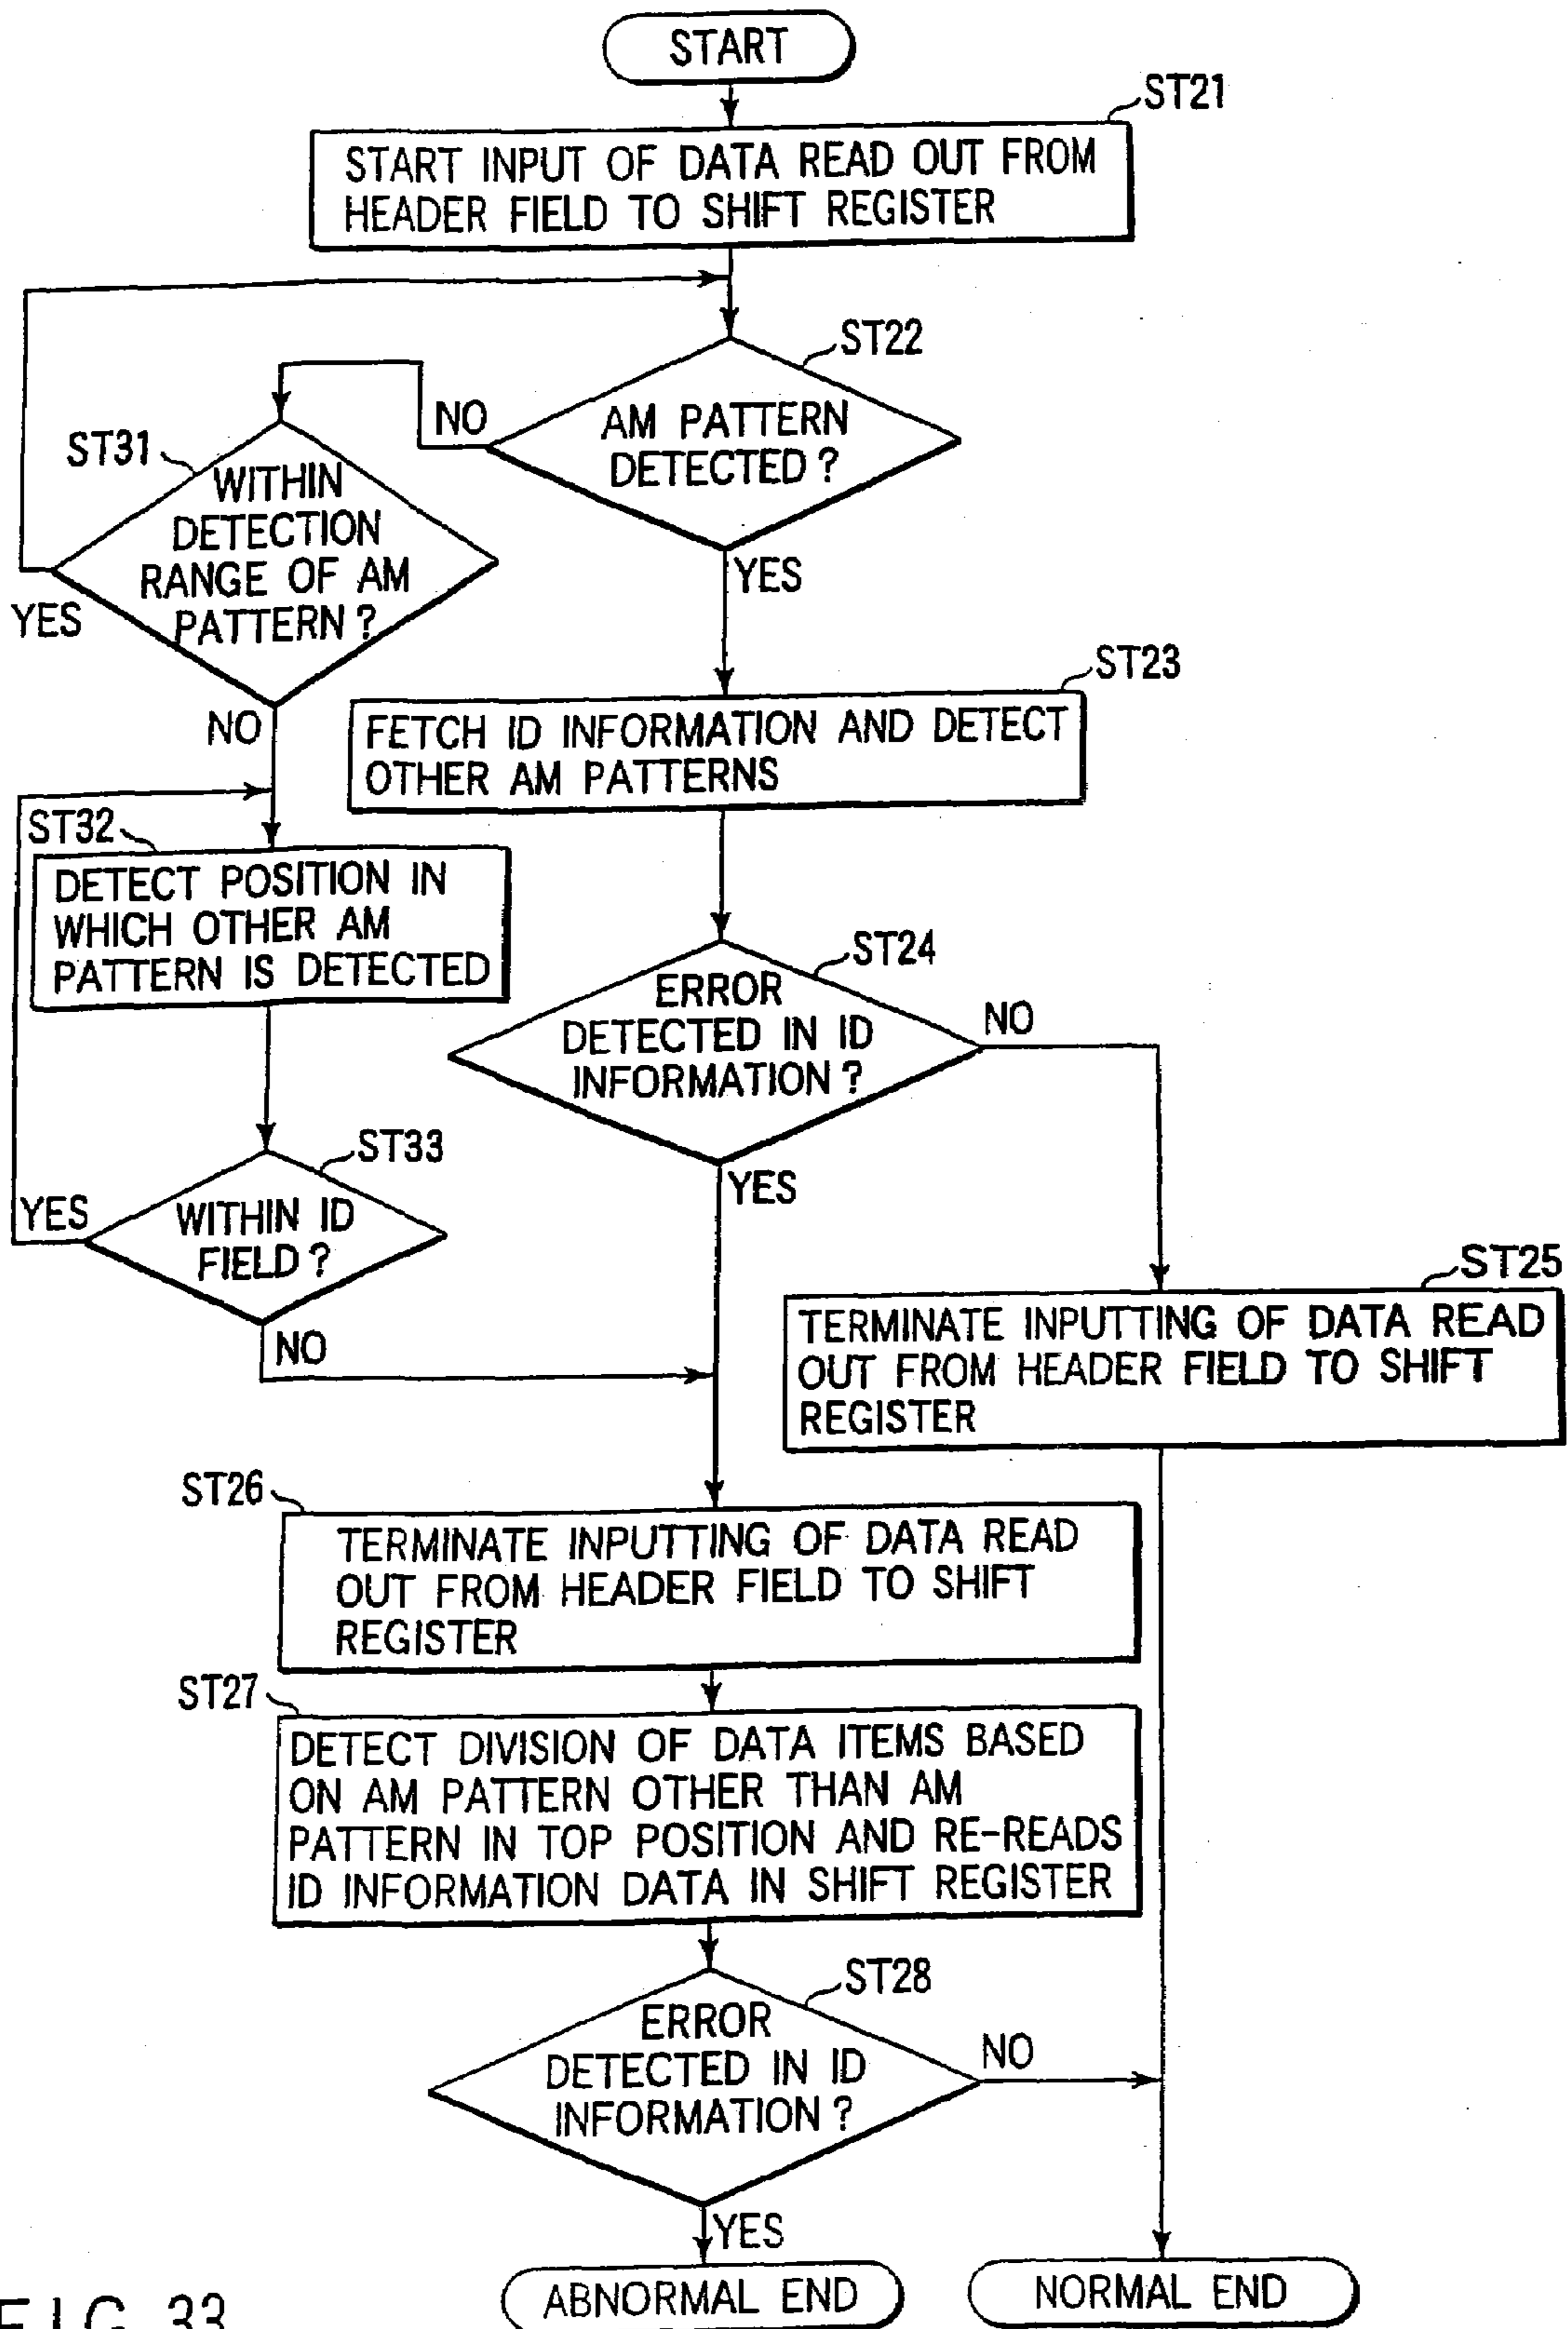 START
ST21
START INPUT OF DATA READ OUT FROM
HEADER FIELD TO SHIFT REGISTER
ST22
AM PATTERN
DETECTED?
NO
YES
ST31
WITHIN
DETECTION
RANGE OF AM
PATTERN?
YES
NO
ST23
FETCH ID INFORMATION AND DETECT
OTHER AM PATTERNS
ST32
DETECT POSITION IN
WHICH OTHER AM
PATTERN IS DETECTED
ST24
ERROR
DETECTED IN ID
INFORMATION?
NO
YES
ST33
WITHIN ID
FIELD?
YES
NO
ST25
TERMINATE INPUTTING OF DATA READ
OUT FROM HEADER FIELD TO SHIFT
REGISTER
ST26
TERMINATE INPUTTING OF DATA READ
OUT FROM HEADER FIELD TO SHIFT
REGISTER
ST27
DETECT DIVISION OF DATA ITEMS BASED
ON AM PATTERN OTHER THAN AM
PATTERN IN TOP POSITION AND RE-READS
ID INFORMATION DATA IN SHIFT REGISTER
ST28
ERROR
DETECTED IN ID
INFORMATION?
NO
YES
ABNORMAL END
NORMAL END
FIG. 33